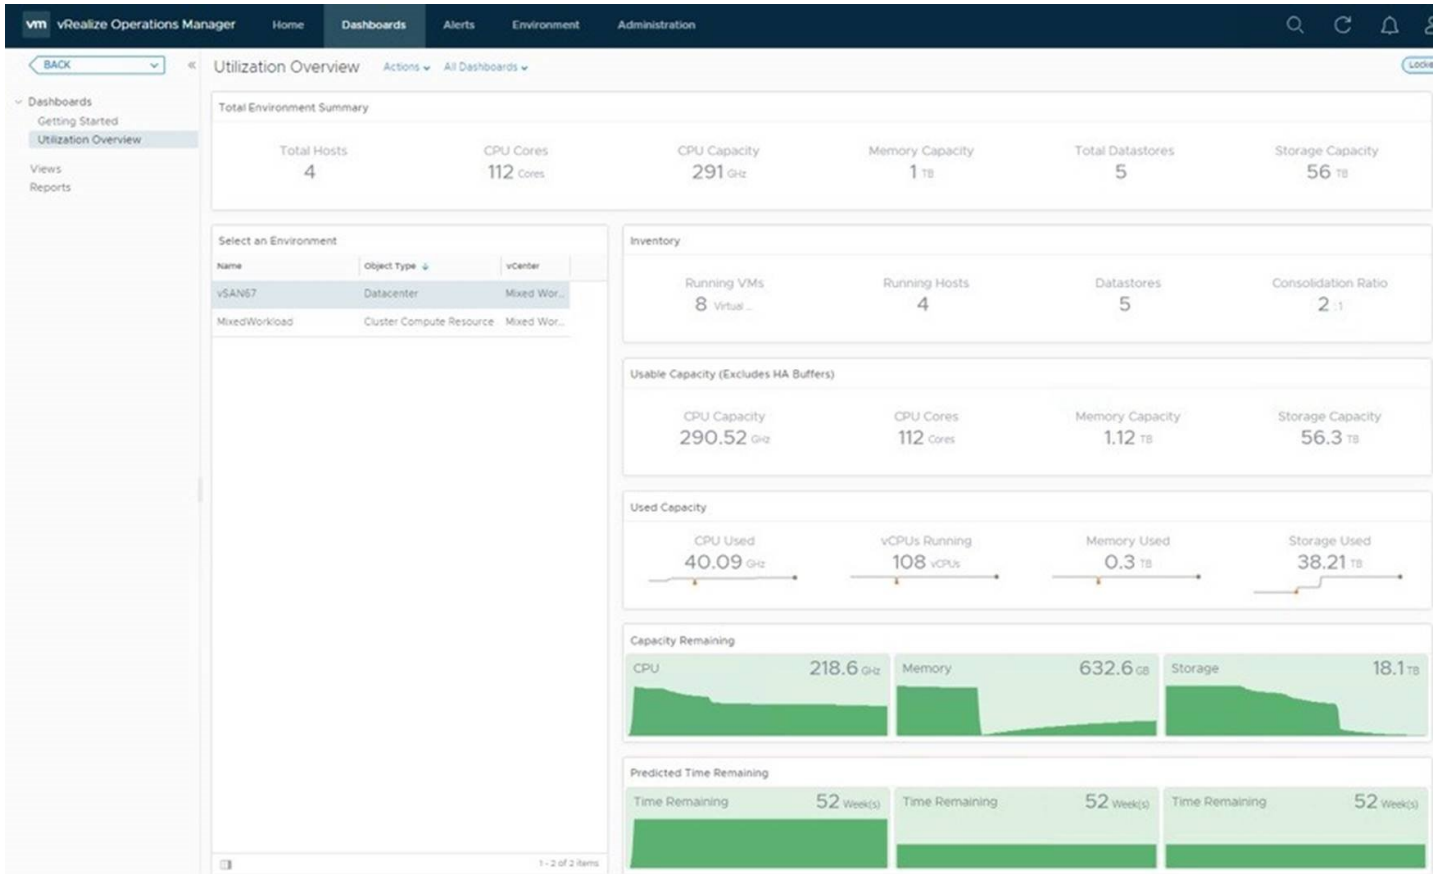 vm vRealize Operations Manager Home Dashboards Alerts Environment Administration
BACK
Utilization Overview Actions All Dashboards
Dashboards
Getting Started
Utilization Overview
Views
Reports
Total Environment Summary
Total Hosts CPU Cores CPU Capacity Memory Capacity Total Datastores Storage Capacity
4 112 Cores 291 GHz 1 TB 5 56 TB
Select an Environment
Name Object Type vCenter
vSAN67 Datacenter Mixed Wor...
MixedWorkload Cluster Compute Resource Mixed Wor...
1 - 2 of 2 items
Inventory
Running VMs Running Hosts Datastores Consolidation Ratio
8 Virtual ... 4 5 2 :1
Usable Capacity (Excludes HA Buffers)
CPU Capacity CPU Cores Memory Capacity Storage Capacity
290.52 GHz 112 Cores 1.12 TB 56.3 TB
Used Capacity
CPU Used vCPUs Running Memory Used Storage Used
40.09 GHz 108 vCPUs 0.3 TB 38.21 TB
Capacity Remaining
CPU 218.6 GHz Memory 632.6 GB Storage 18.1 TB
Predicted Time Remaining
Time Remaining 52 Week(s) Time Remaining 52 Week(s) Time Remaining 52 Week(s)